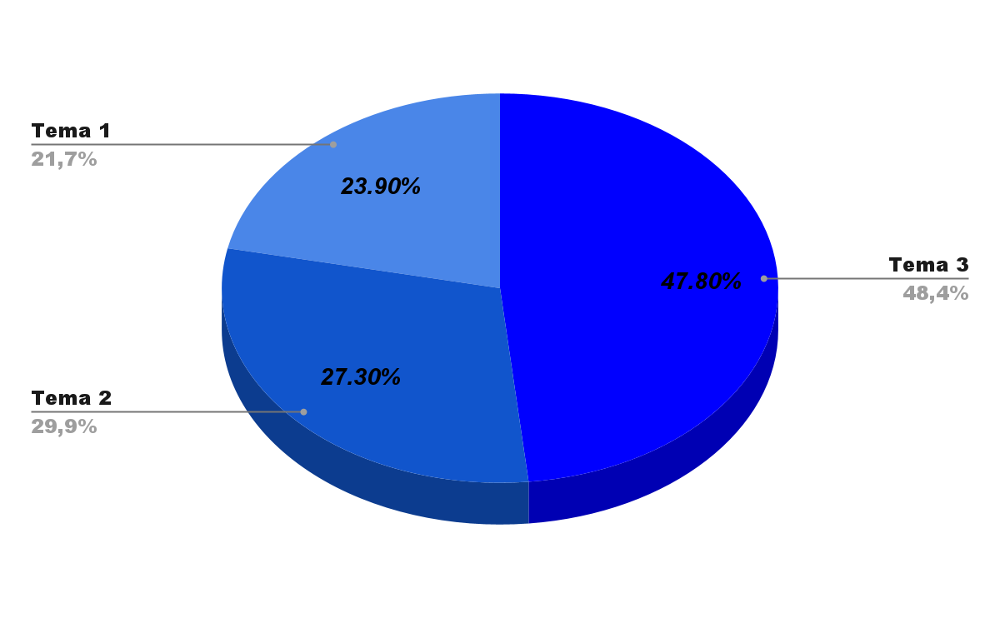 Tema 1
21,7%
23.90%
Tema 3
48,4%
47.80%
27.30%
Tema 2
29,9%